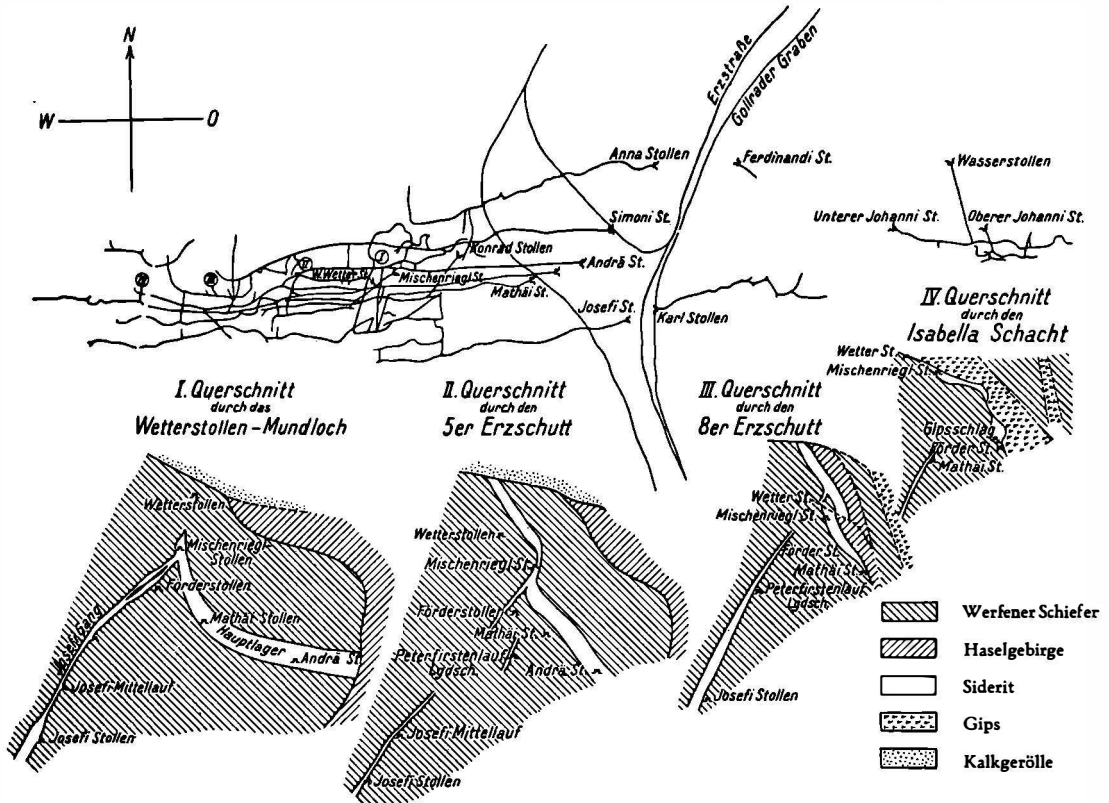 N
W
O
Erzstraße
Gollrader Graben
Anna Stollen
Ferdinandi St.
Wasserstollen
Simoni St.
Unterer Johanni St.
Oberer Johanni St.
Konrad Stollen
I
II
III
IV
W.Wetter St.
Mischenriegl St.
Andrä St.
Mathäi St.
Josefi St.
Karl Stollen
I. Querschnitt
durch das
Wetterstollen-Mundloch
Wetterstollen
Mischenriegl
Stollen
Förderstollen
Mathäi Stollen
Hauptlager
Andrä St.
Josefi Gang
Josefi Mittellauf
Josefi Stollen
II. Querschnitt
durch den
5er Erzschutt
Wetterstollen
Mischenriegl St.
Förderstollen
Mathäi St.
Peterfirstenlauf
Andrä St.
Josefi Mittellauf
Josefi Stollen
III. Querschnitt
durch den
8er Erzschutt
Wetter St.
Mischenriegl St.
Förder St.
Mathäi St.
Peterfirstenlauf
Josefi Stollen
IV. Querschnitt
durch den
Isabella Schacht
Wetter St.
Mischenriegl St.
Gipsschlag
Förder St.
Mathäi St.
Werfener Schiefer
Haselgebirge
Siderit
Gips
Kalkgerölle